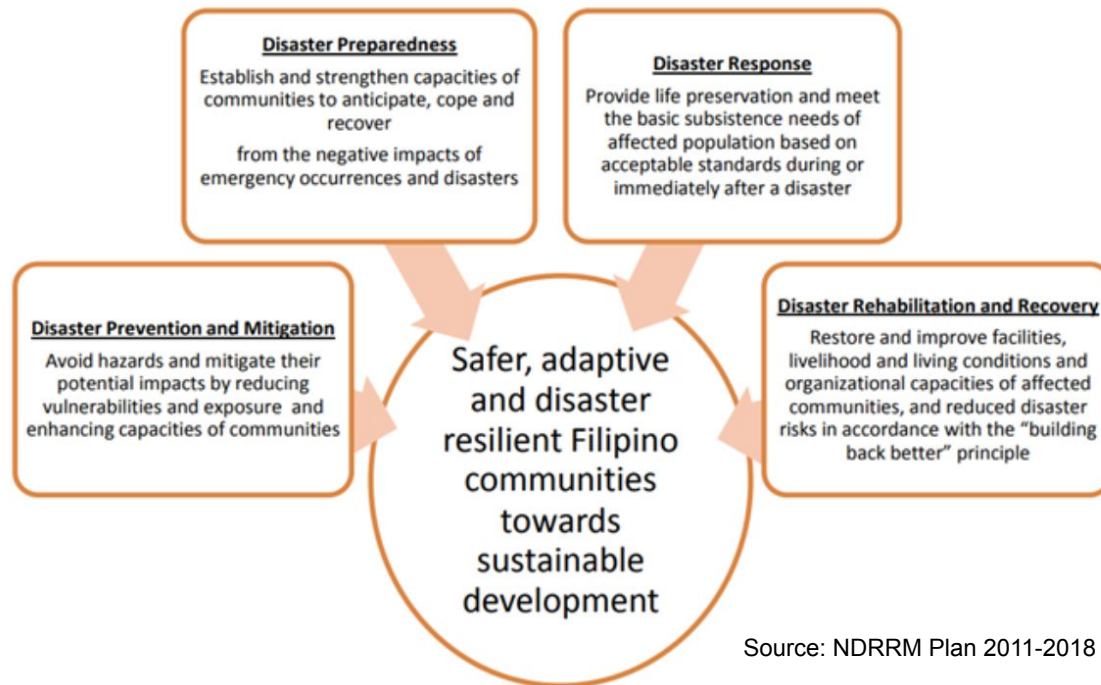 Disaster Preparedness
Establish and strengthen capacities of
communities to anticipate, cope and
recover
from the negative impacts of
emergency occurrences and disasters
Disaster Response
Provide life preservation and meet
the basic subsistence needs of
affected population based on
acceptable standards during or
immediately after a disaster
Disaster Prevention and Mitigation
Avoid hazards and mitigate their
potential impacts by reducing
vulnerabilities and exposure and
enhancing capacities of communities
Disaster Rehabilitation and Recovery
Restore and improve facilities,
livelihood and living conditions and
organizational capacities of affected
communities, and reduced disaster
risks in accordance with the “building
back better” principle
Safer, adaptive
and disaster
resilient Filipino
communities
towards
sustainable
development
Source: NDRRM Plan 2011-2018